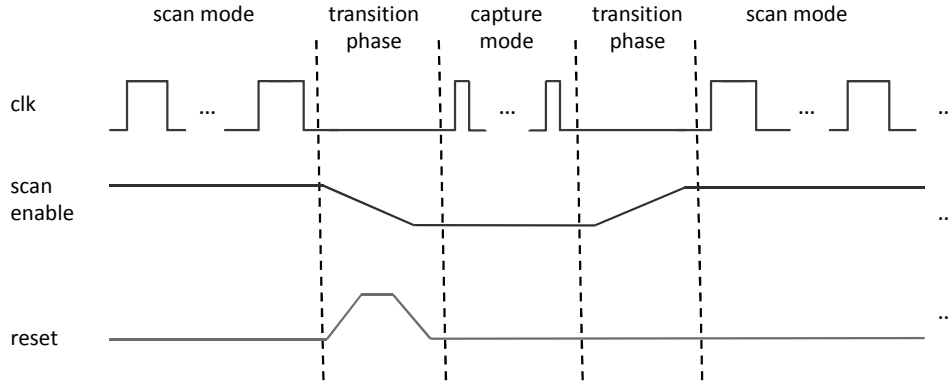 scan mode
transition phase
capture mode
transition phase
scan mode
clk
...
...
...
...
..
scan
enable
..
reset
..